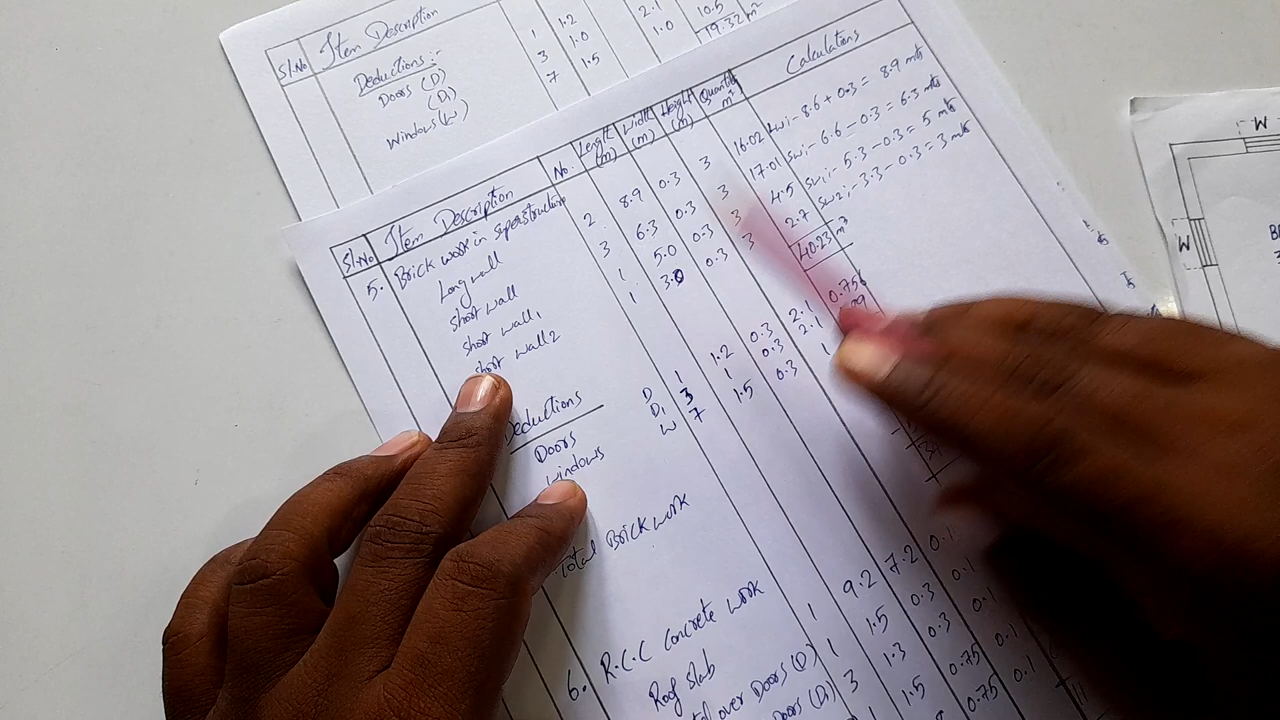 Sl.No Item Description
Deductions :-
Doors (D) 1 1.2 2.1
(D1) 3 1.0 10.5
Windows (W) 7 1.5 1.0 19.32 m²
Sl.No Item Description No. Length (m) Width (m) Height (m) Quantity m³ Calculations
5. Brick work in superstructure
Long wall 2 8.9 0.3 3 16.02 Lw:- 8.6 + 0.3 = 8.9 mts
Short wall 3 6.3 0.3 3 17.01 Sw:- 6.6 - 0.3 = 6.3 mts
Short wall1 1 5.0 0.3 3 4.5 Sw1:- 5.3 - 0.3 = 5 mts
Short wall2 1 3.0 0.3 3 2.7 Sw2:- 3.3 - 0.3 = 3 mts
40.23 m³
Deductions
Doors D 1 1.2 0.3 2.1 0.756
D1 3 1 0.3 2.1
Windows W 7 1.5 0.3 1
Total Brick work
6. R.C.C Concrete work
Roof slab 1 9.2 7.2 0.1
over Doors (D) 1 1.5 0.3 0.1
Doors (D1) 3 1.3 0.3 0.1
1.5 0.75 0.1
0.75 0.1
W
W